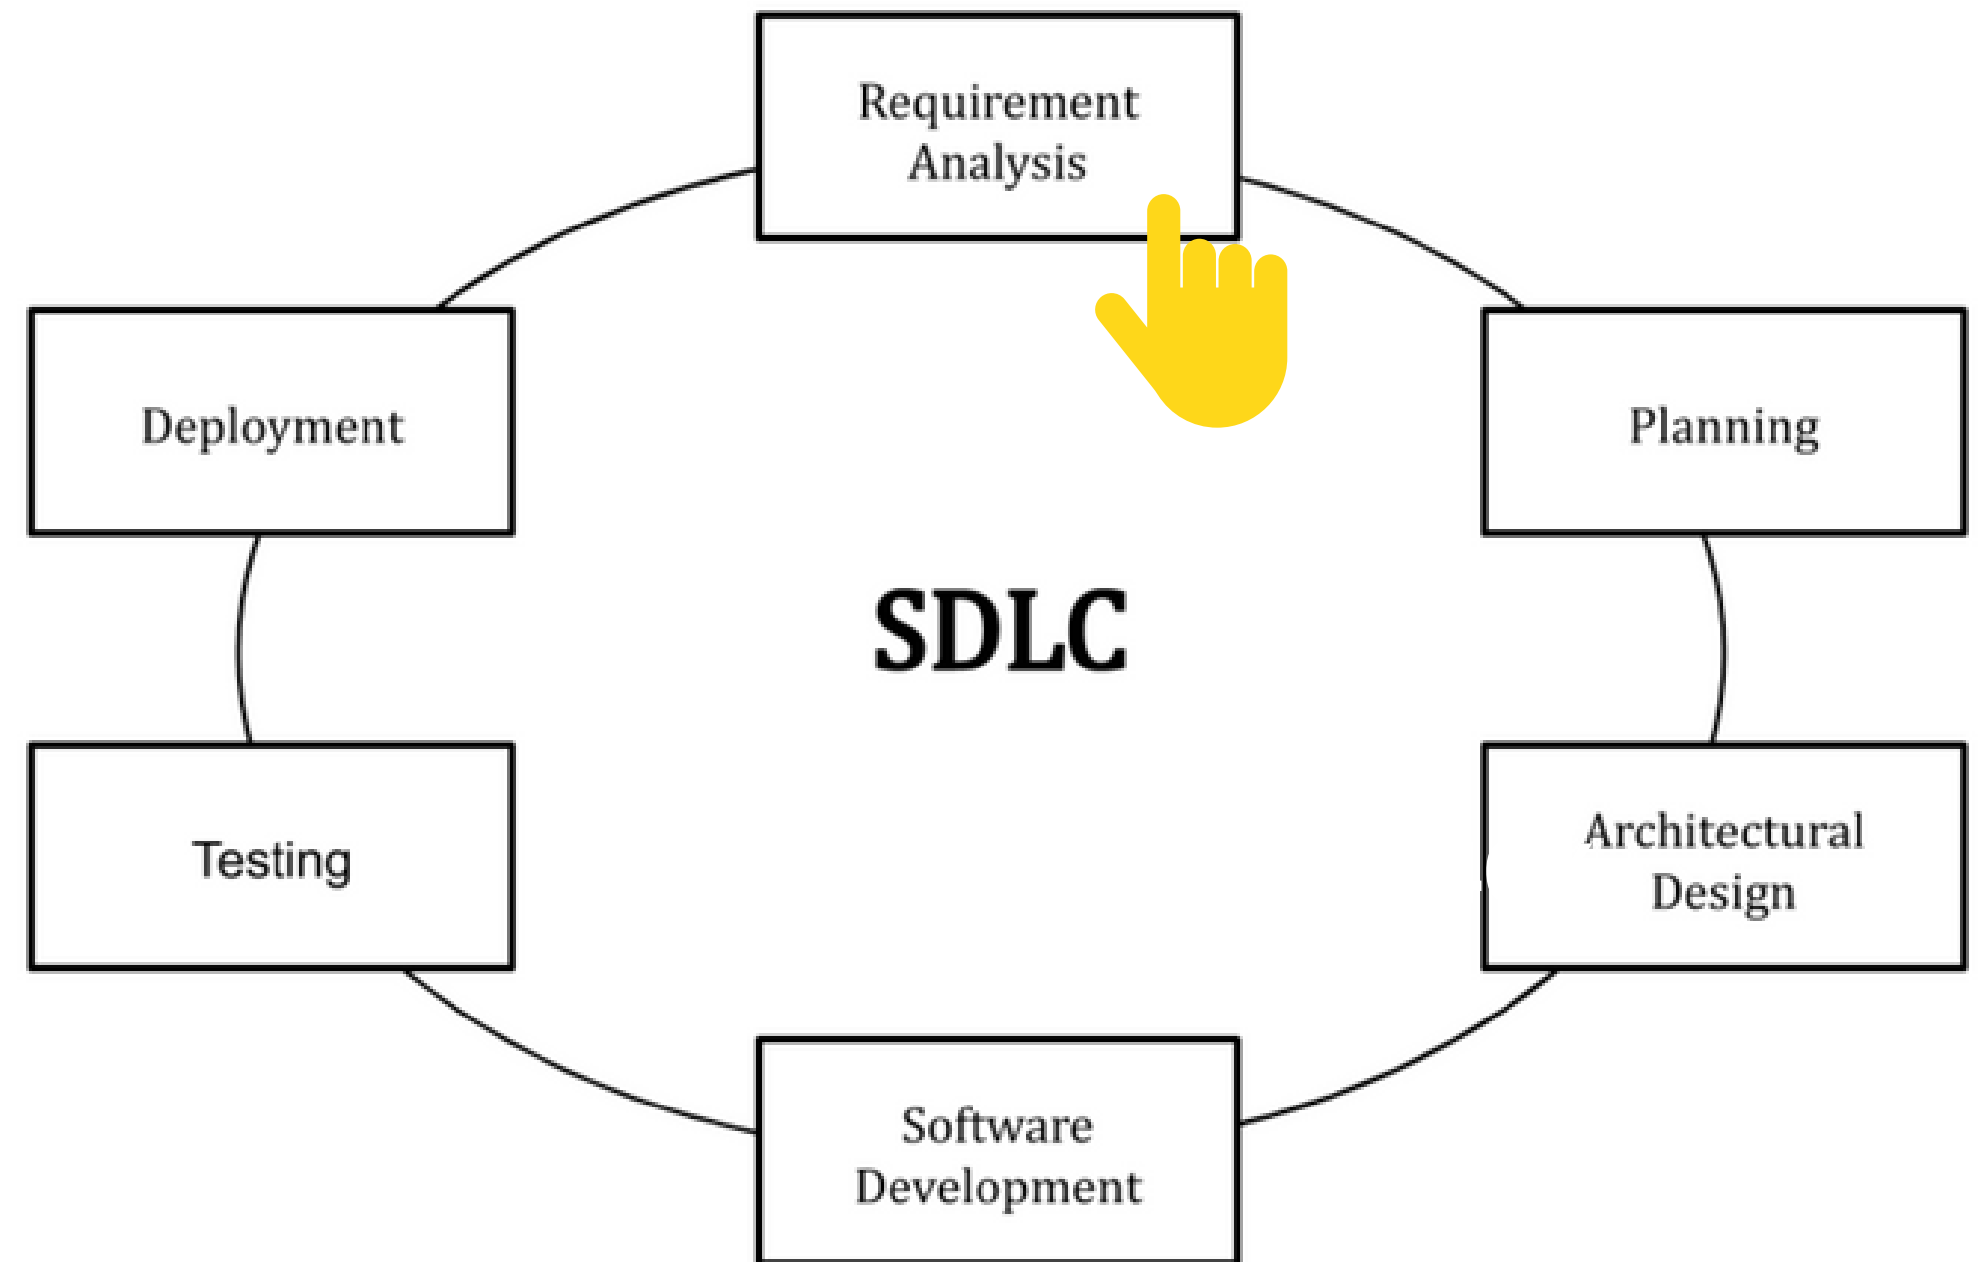 Requirement
Analysis
Deployment
Planning
SDLC
Testing
Architectural
Design
Software
Development